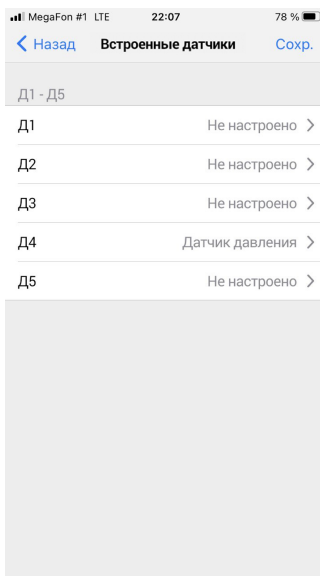 MegaFon #1 LTE 22:07 78 %
Назад Встроенные датчики Сохр.
Д1 - Д5
Д1 Не настроено
Д2 Не настроено
Д3 Не настроено
Д4 Датчик давления
Д5 Не настроено